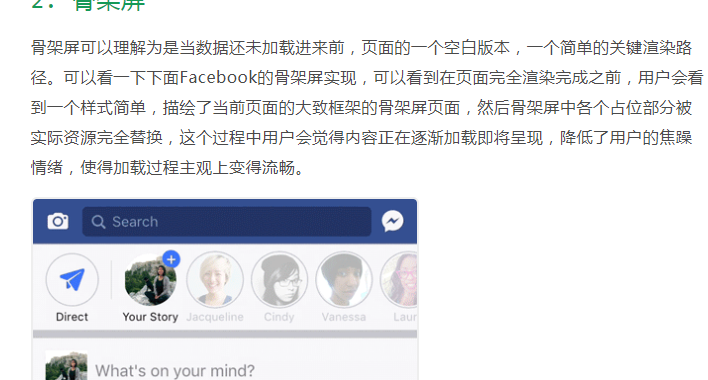 2. 骨架屏
骨架屏可以理解为是当数据还未加载进来前，页面的一个空白版本，一个简单的关键渲染路
径。可以看一下下面Facebook的骨架屏实现，可以看到在页面完全渲染完成之前，用户会看
到一个样式简单，描绘了当前页面的大致框架的骨架屏页面，然后骨架屏中各个占位部分被
实际资源完全替换，这个过程中用户会觉得内容正在逐渐加载即将呈现，降低了用户的焦躁
情绪，使得加载过程主观上变得流畅。
Search
Direct Your Story Jacqueline Cindy Vanessa Laur
What's on your mind?